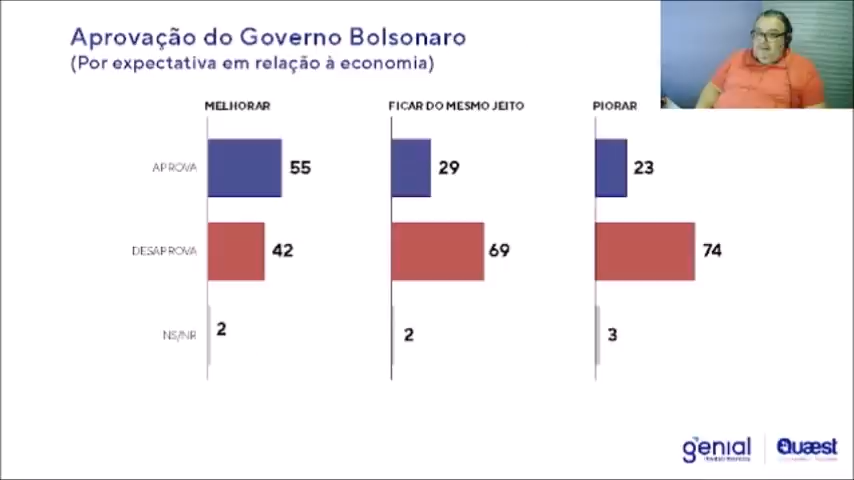 Aprovação do Governo Bolsonaro
(Por expectativa em relação à economia)
MELHORAR FICAR DO MESMO JEITO PIORAR
APROVA 55 29 23
DESAPROVA 42 69 74
NS/NR 2 2 3
genial Quæst